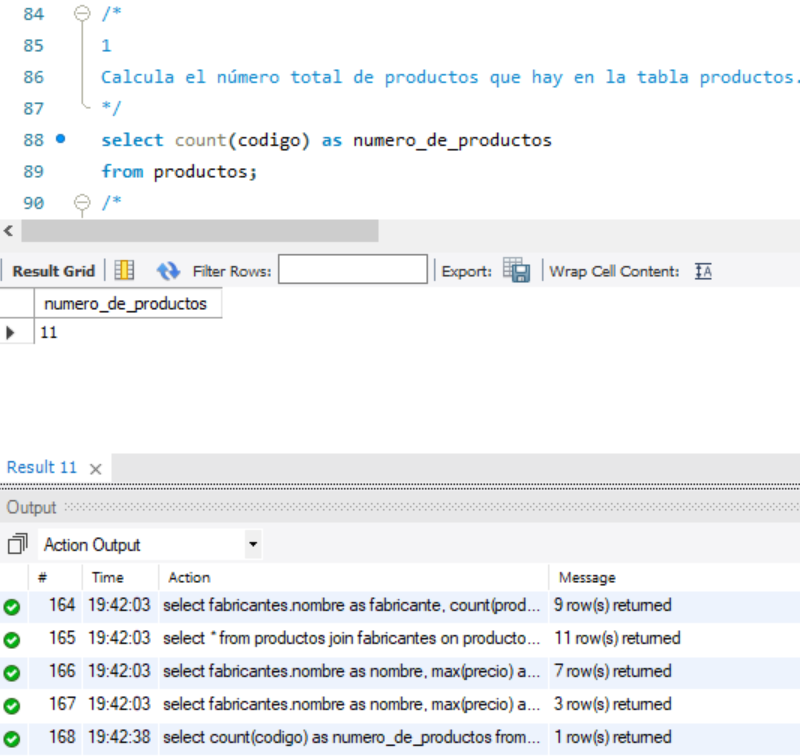 84 /*
85 1
86 Calcula el número total de productos que hay en la tabla productos.
87 */
88 select count(codigo) as numero_de_productos
89 from productos;
90 /*
Result Grid Filter Rows: Export: Wrap Cell Content: IA
numero_de_productos
11
Result 11 ×
Output
Action Output
# Time Action Message
164 19:42:03 select fabricantes.nombre as fabricante, count(prod... 9 row(s) returned
165 19:42:03 select * from productos join fabricantes on producto... 11 row(s) returned
166 19:42:03 select fabricantes.nombre as nombre, max(precio) a... 7 row(s) returned
167 19:42:03 select fabricantes.nombre as nombre, max(precio) a... 3 row(s) returned
168 19:42:38 select count(codigo) as numero_de_productos from... 1 row(s) returned